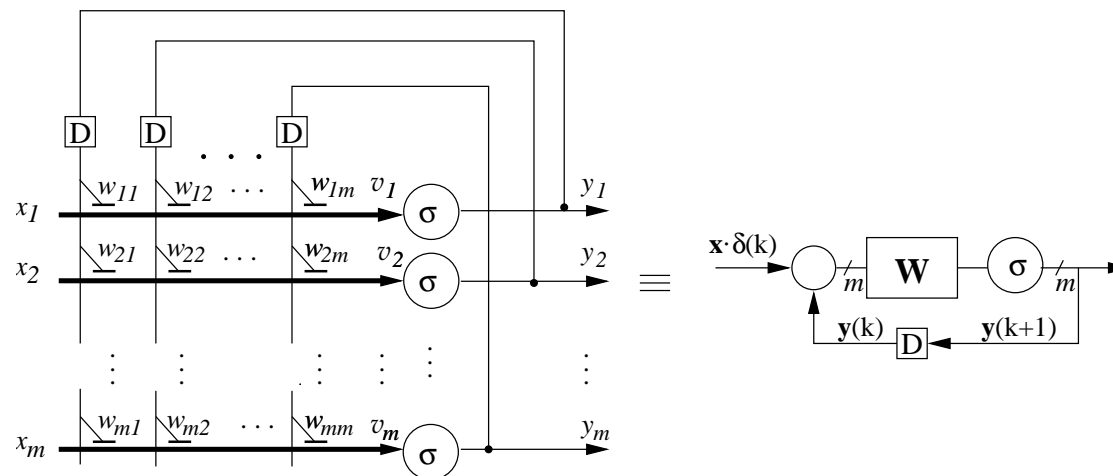 D D D
. . .
w11 w12 . . . w1m v1
x1 σ y1
w21 w22 . . . w2m v2
x2 σ y2
≡
x·δ(k) m W σ m
y(k) D y(k+1)
wm1 wm2 . . . wmm vm
xm σ ym